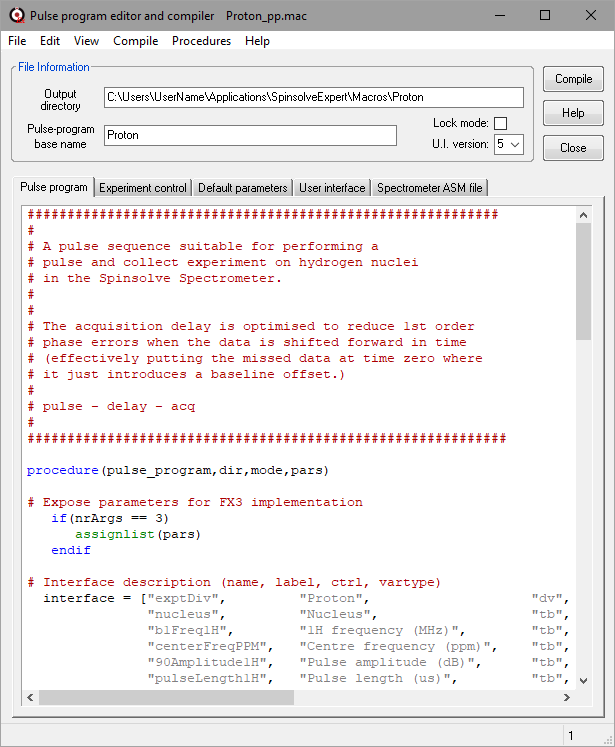 Pulse program editor and compiler Proton_pp.mac
File Edit View Compile Procedures Help
File Information
Output directory
C:\Users\UserName\Applications\SpinsolveExpert\Macros\Proton
Compile
Pulse-program base name
Proton
Lock mode:
U.I. version: 5
Help
Close
Pulse program Experiment control Default parameters User interface Spectrometer ASM file
###########################################################
#
# A pulse sequence suitable for performing a
# pulse and collect experiment on hydrogen nuclei
# in the Spinsolve Spectrometer.
#
#
# The acquisition delay is optimised to reduce 1st order
# phase errors when the data is shifted forward in time
# (effectively putting the missed data at time zero where
# it just introduces a baseline offset.)
#
# pulse - delay - acq
#
############################################################
procedure(pulse_program,dir,mode,pars)
# Expose parameters for FX3 implementation
if(nrArgs == 3)
assignlist(pars)
endif
# Interface description (name, label, ctrl, vartype)
interface = ["exptDiv", "Proton", "dv",
"nucleus", "Nucleus", "tb",
"b1Freq1H", "1H frequency (MHz)", "tb",
"centerFreqPPM", "Centre frequency (ppm)", "tb",
"90Amplitude1H", "Pulse amplitude (dB)", "tb",
"pulseLength1H", "Pulse length (us)", "tb",
1